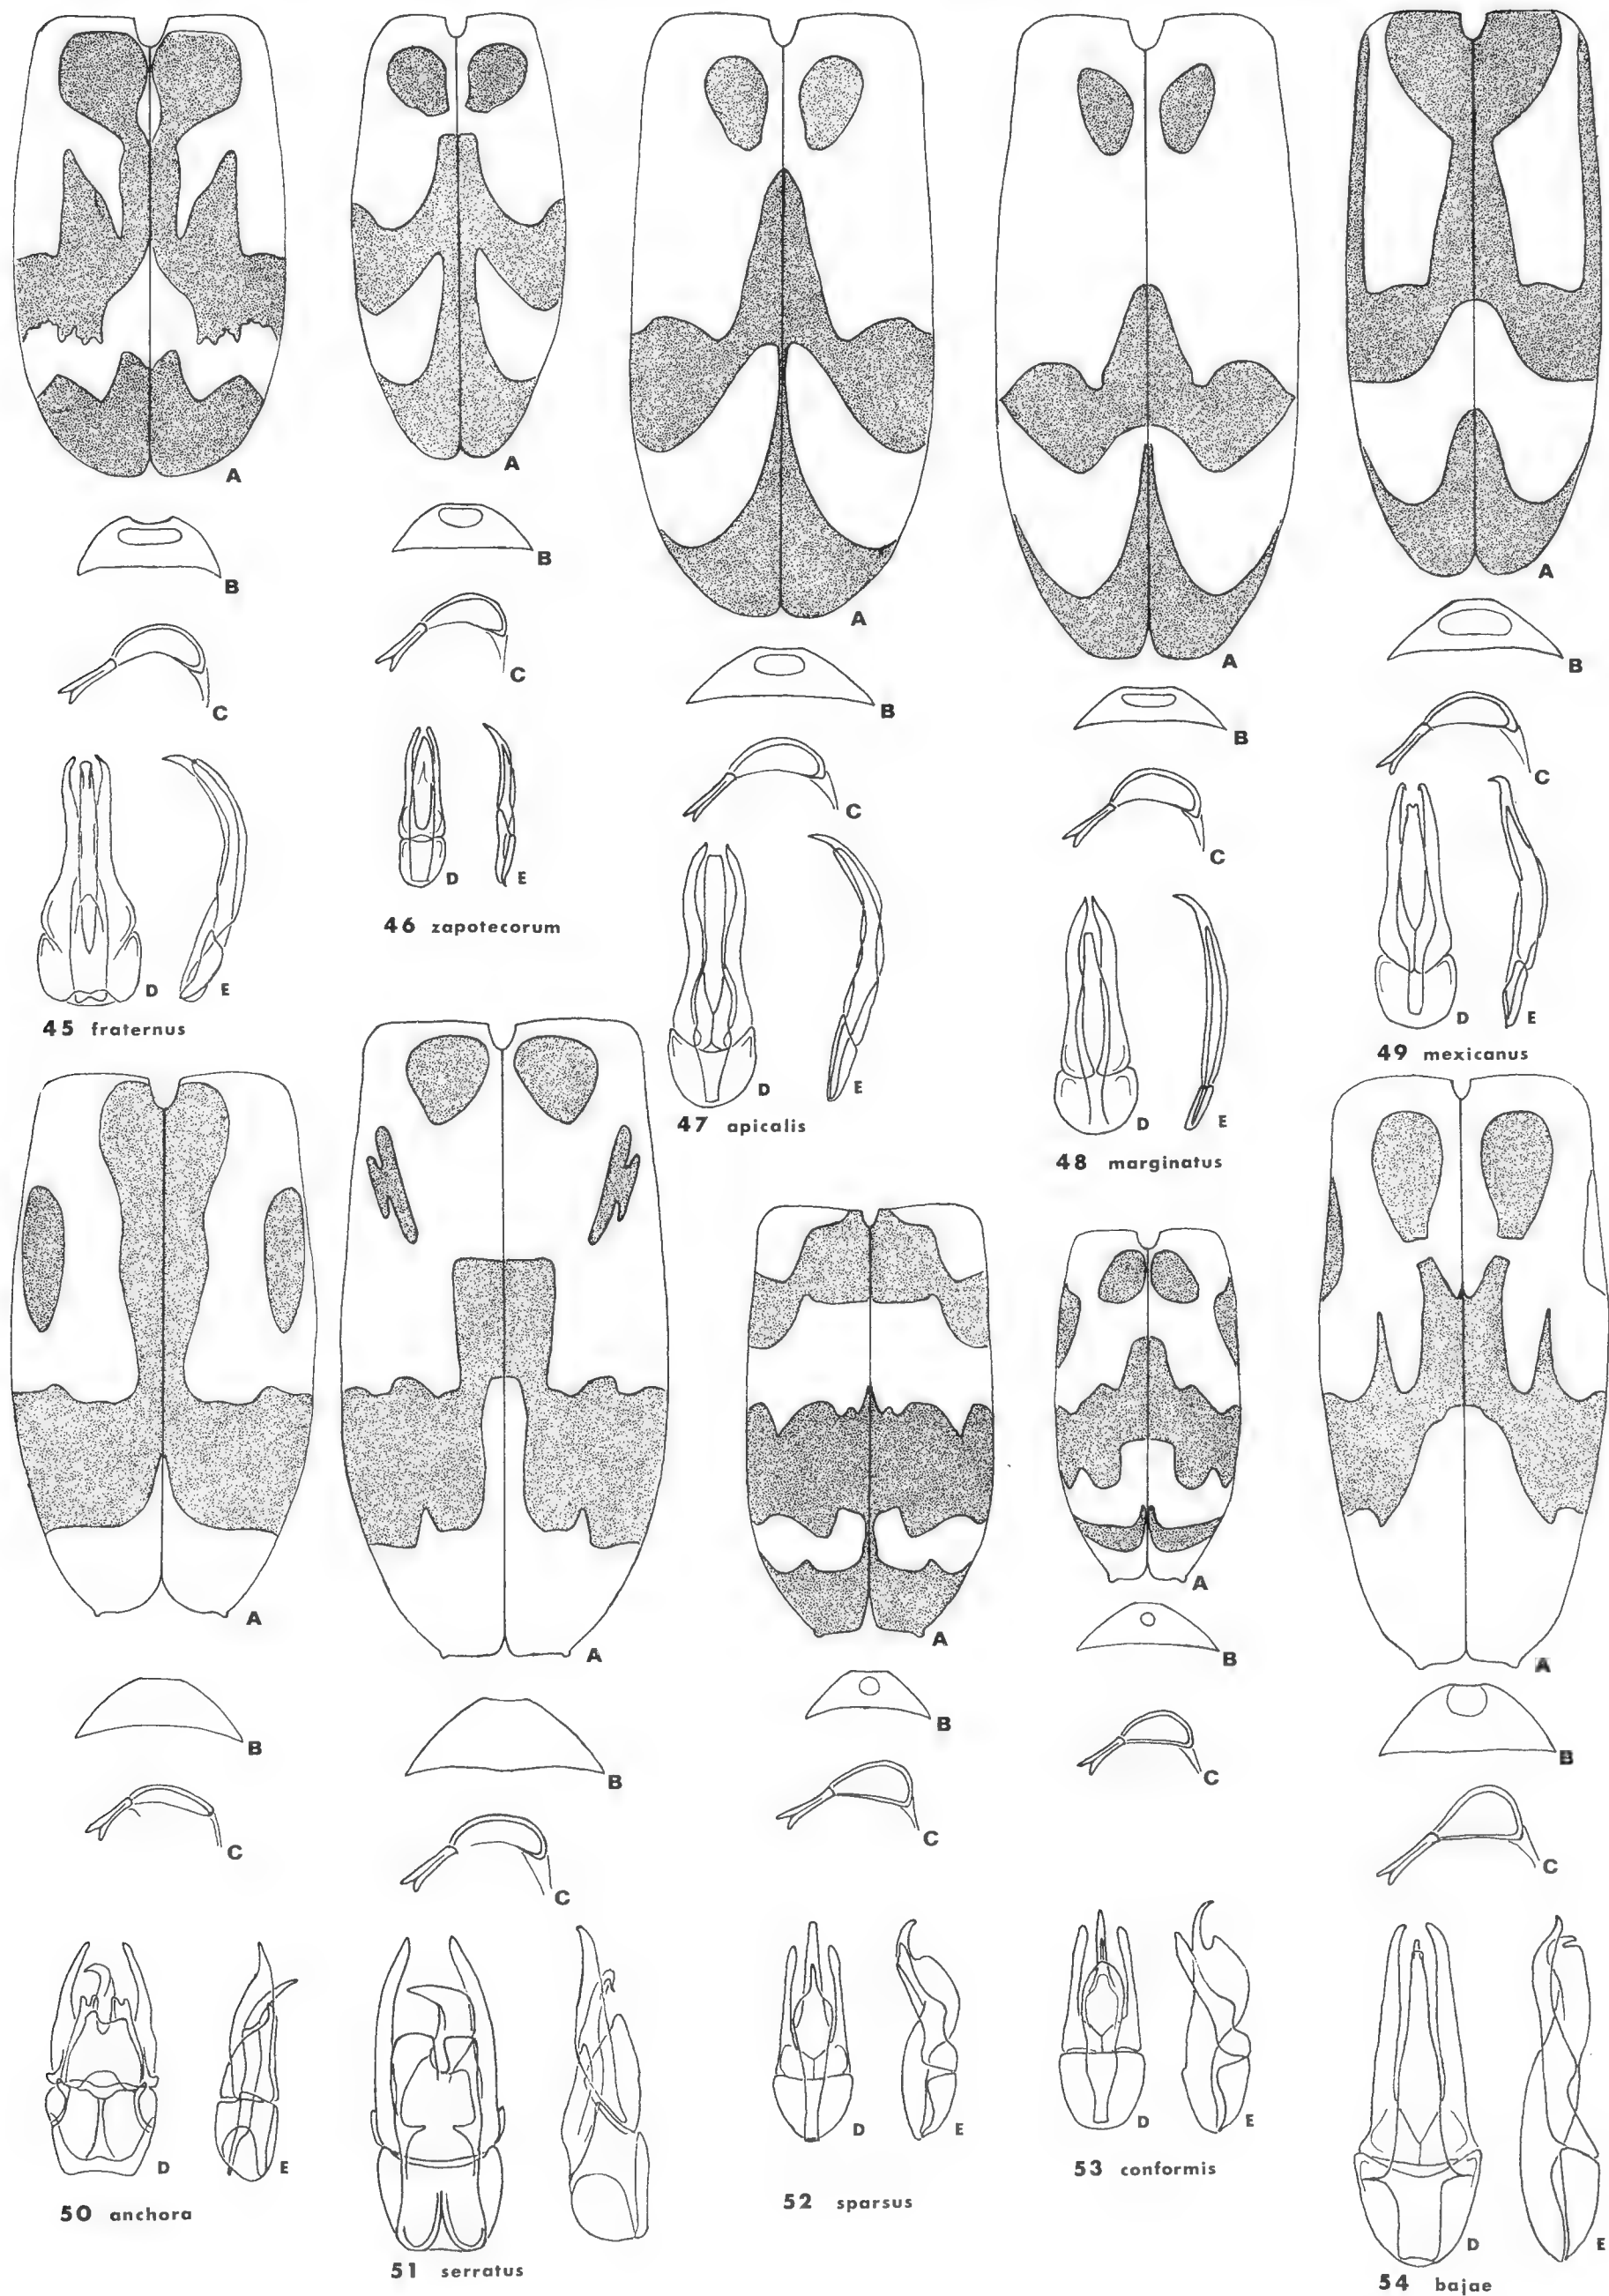 A
B
C
D E
45 fraternus
A
B
C
D E
46 zapotecorum
A
B
C
D E
47 apicalis
A
B
C
D E
48 marginatus
A
B
C
D E
49 mexicanus
A
B
C
D E
50 anchora
A
B
C
51 serratus
A
B
C
D E
52 sparsus
A
B
C
D E
53 conformis
A
B
C
D E
54 bajae